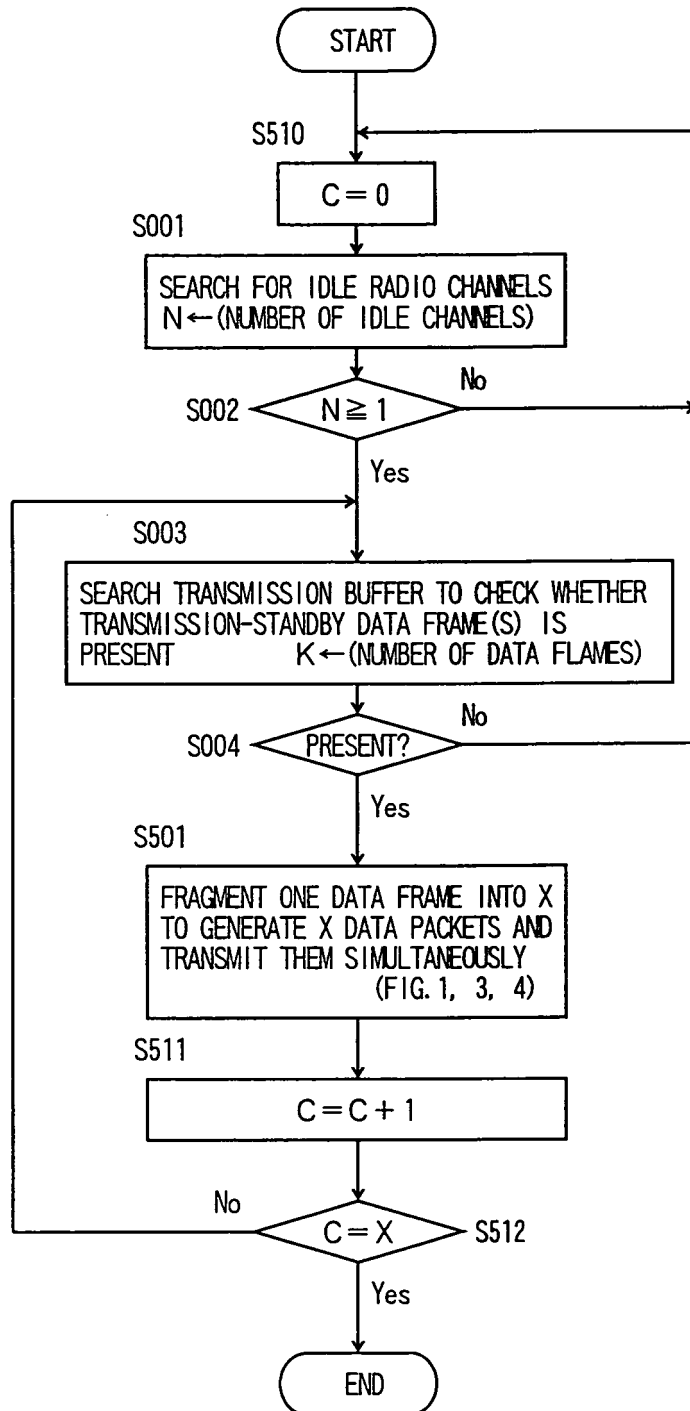 START
S510
C=0
S001
SEARCH FOR IDLE RADIO CHANNELS
N←(NUMBER OF IDLE CHANNELS)
No
S002
N≧1
Yes
S003
SEARCH TRANSMISSION BUFFER TO CHECK WHETHER
TRANSMISSION-STANDBY DATA FRAME(S) IS
PRESENT K←(NUMBER OF DATA FLAMES)
No
S004
PRESENT?
Yes
S501
FRAGMENT ONE DATA FRAME INTO X
TO GENERATE X DATA PACKETS AND
TRANSMIT THEM SIMULTANEOUSLY
(FIG.1, 3, 4)
S511
C=C+1
No
C=X
S512
Yes
END